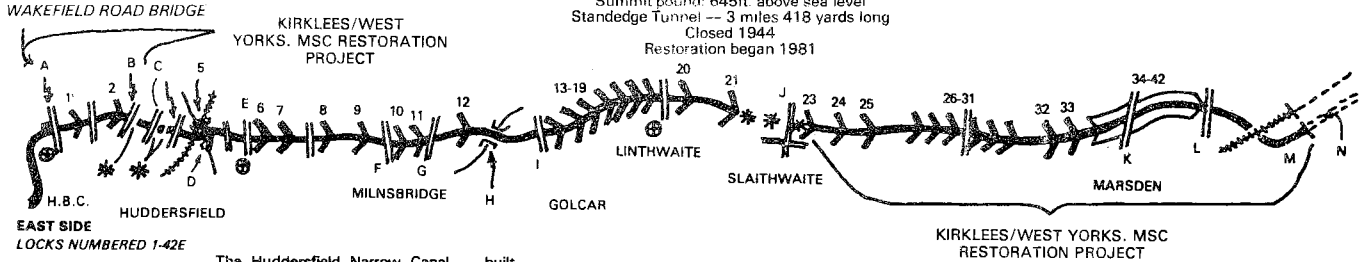 Summit pound: 645ft. above sea level
Standedge Tunnel -- 3 miles 418 yards long
Closed 1944
Restoration began 1981
WAKEFIELD ROAD BRIDGE
KIRKLEES/WEST
YORKS. MSC RESTORATION
PROJECT
A
1
2
B
C
5
E
6
7
8
9
10
11
12
13-19
20
21
J
23
24
25
26-31
32
33
34-42
F
G
H
I
K
L
M
N
D
H.B.C.
HUDDERSFIELD
MILNSBRIDGE
GOLCAR
LINTHWAITE
SLAITHWAITE
MARSDEN
EAST SIDE
LOCKS NUMBERED 1-42E
KIRKLEES/WEST YORKS. MSC
RESTORATION PROJECT
The Huddersfield Narrow Canal built